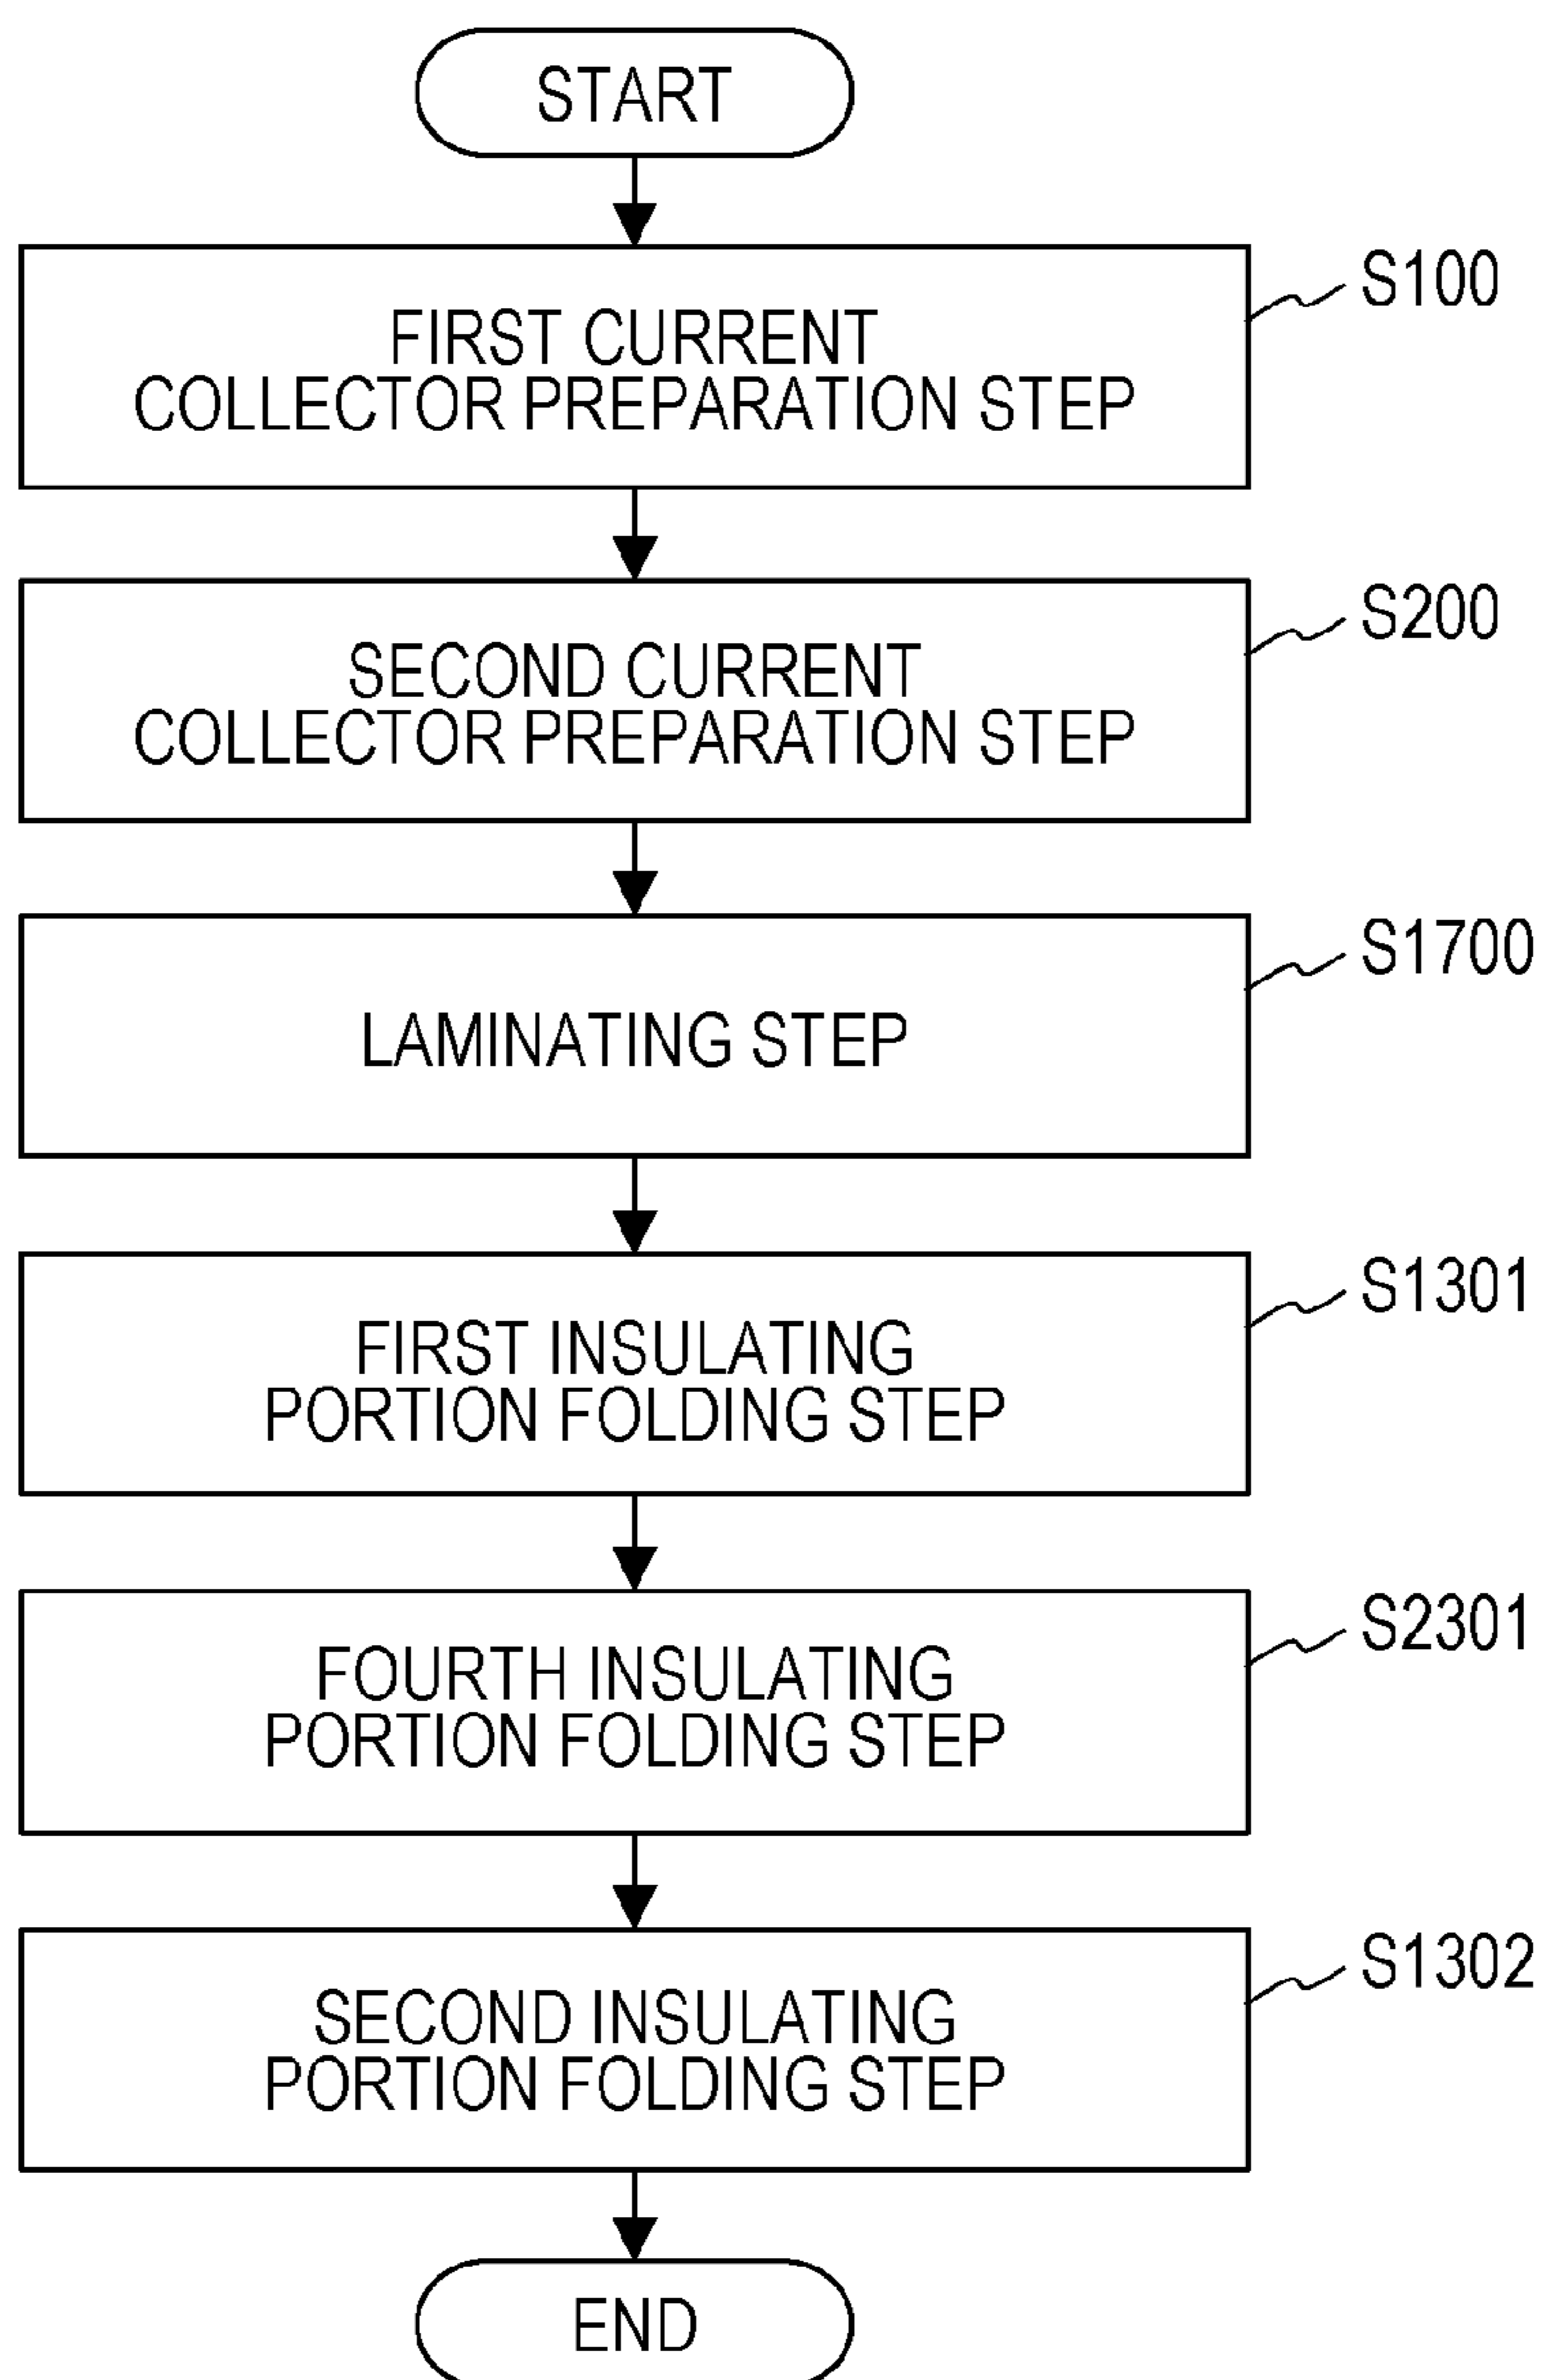 START
S100
FIRST CURRENT
COLLECTOR PREPARATION STEP
S200
SECOND CURRENT
COLLECTOR PREPARATION STEP
S1700
LAMINATING STEP
S1301
FIRST INSULATING
PORTION FOLDING STEP
S2301
FOURTH INSULATING
PORTION FOLDING STEP
S1302
SECOND INSULATING
PORTION FOLDING STEP
END